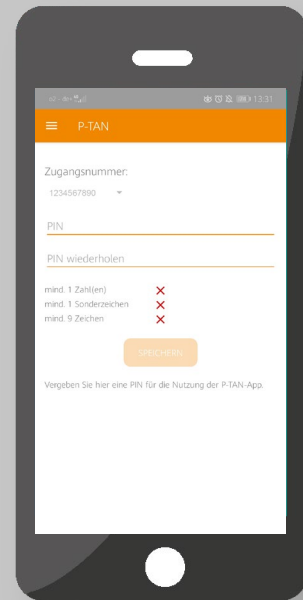 13:31
P-TAN
Zugangsnummer:
1234567890
PIN
PIN wiederholen
mind. 1 Zahl(en)
mind. 1 Sonderzeichen
mind. 9 Zeichen
SPEICHERN
Vergeben Sie hier eine PIN für die Nutzung der P-TAN-App.